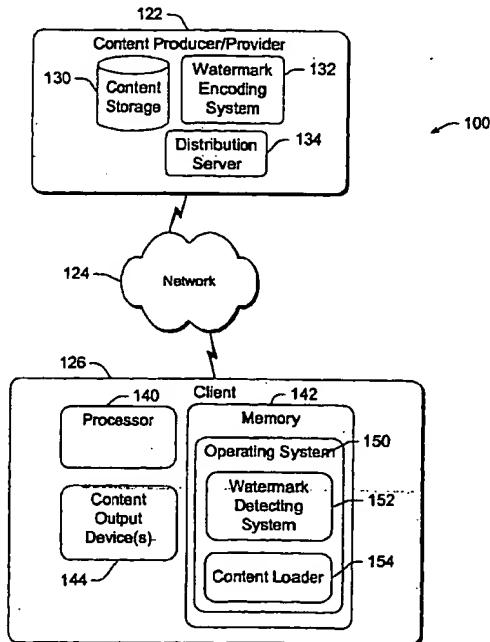 122
Content Producer/Provider
130
Content
Storage
Watermark
Encoding
System
132
Distribution
Server
134
100
124
Network
126
Client
140
Processor
142
Memory
150
Operating System
Watermark
Detecting
System
152
Content
Output
Device(s)
144
Content Loader
154